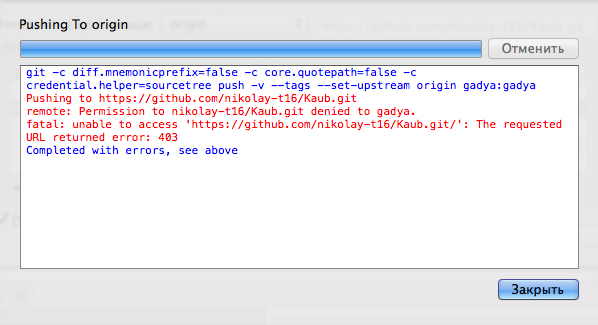 Pushing To origin
Отменить
git -c diff.mnemonicprefix=false -c core.quotepath=false -c
credential.helper=sourcetree push -v --tags --set-upstream origin gadya:gadya
Pushing to https://github.com/nikolay-t16/Kaub.git
remote: Permission to nikolay-t16/Kaub.git denied to gadya.
fatal: unable to access 'https://github.com/nikolay-t16/Kaub.git/': The requested
URL returned error: 403
Completed with errors, see above
Закрыть